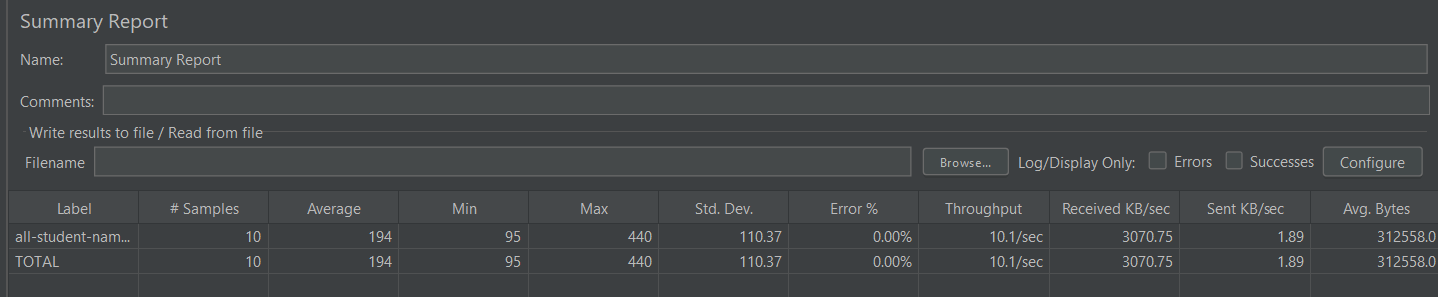 Summary Report
Name: Summary Report
Comments:
Write results to file / Read from file
Filename Browse... Log/Display Only: Errors Successes Configure
Label # Samples Average Min Max Std. Dev. Error % Throughput Received KB/sec Sent KB/sec Avg. Bytes
all-student-nam... 10 194 95 440 110.37 0.00% 10.1/sec 3070.75 1.89 312558.0
TOTAL 10 194 95 440 110.37 0.00% 10.1/sec 3070.75 1.89 312558.0